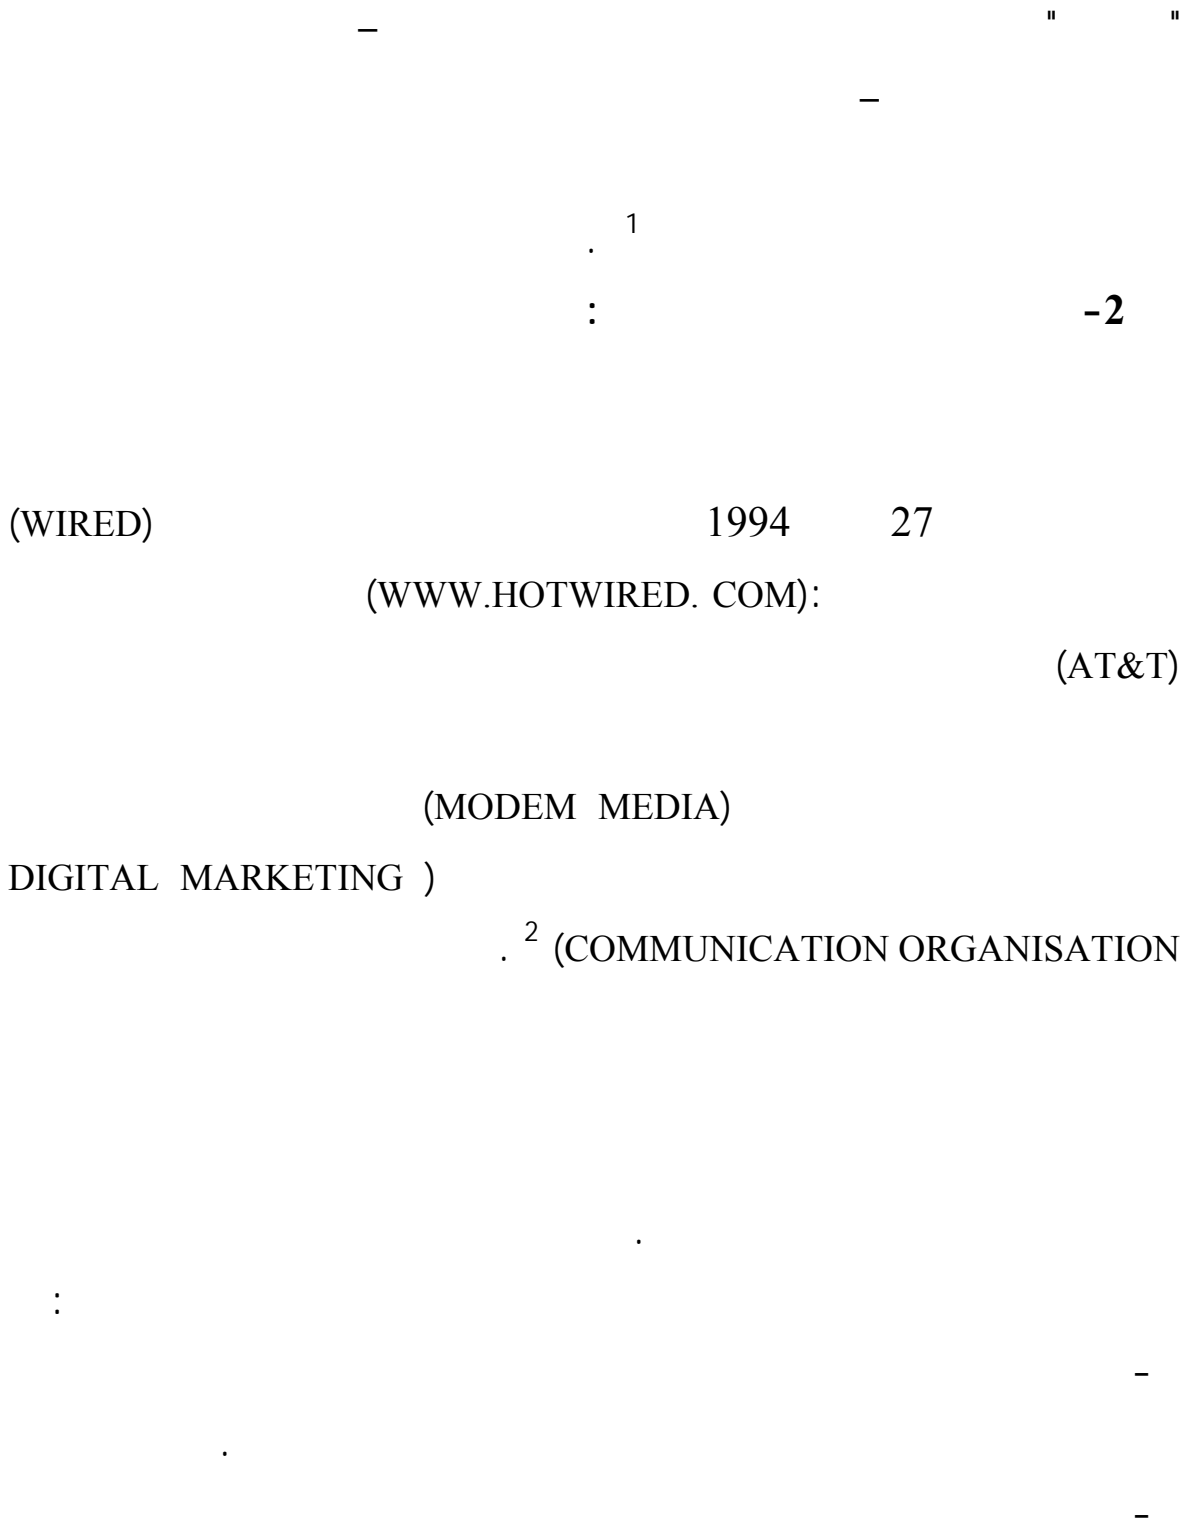 " " –
–
1 .
2- :
27 1994 (WIRED)
(WWW.HOTWIRED. COM):
(AT&T)
(MODEM MEDIA)
DIGITAL MARKETING )
. 2 (COMMUNICATION ORGANISATION
.
:
-
.
-